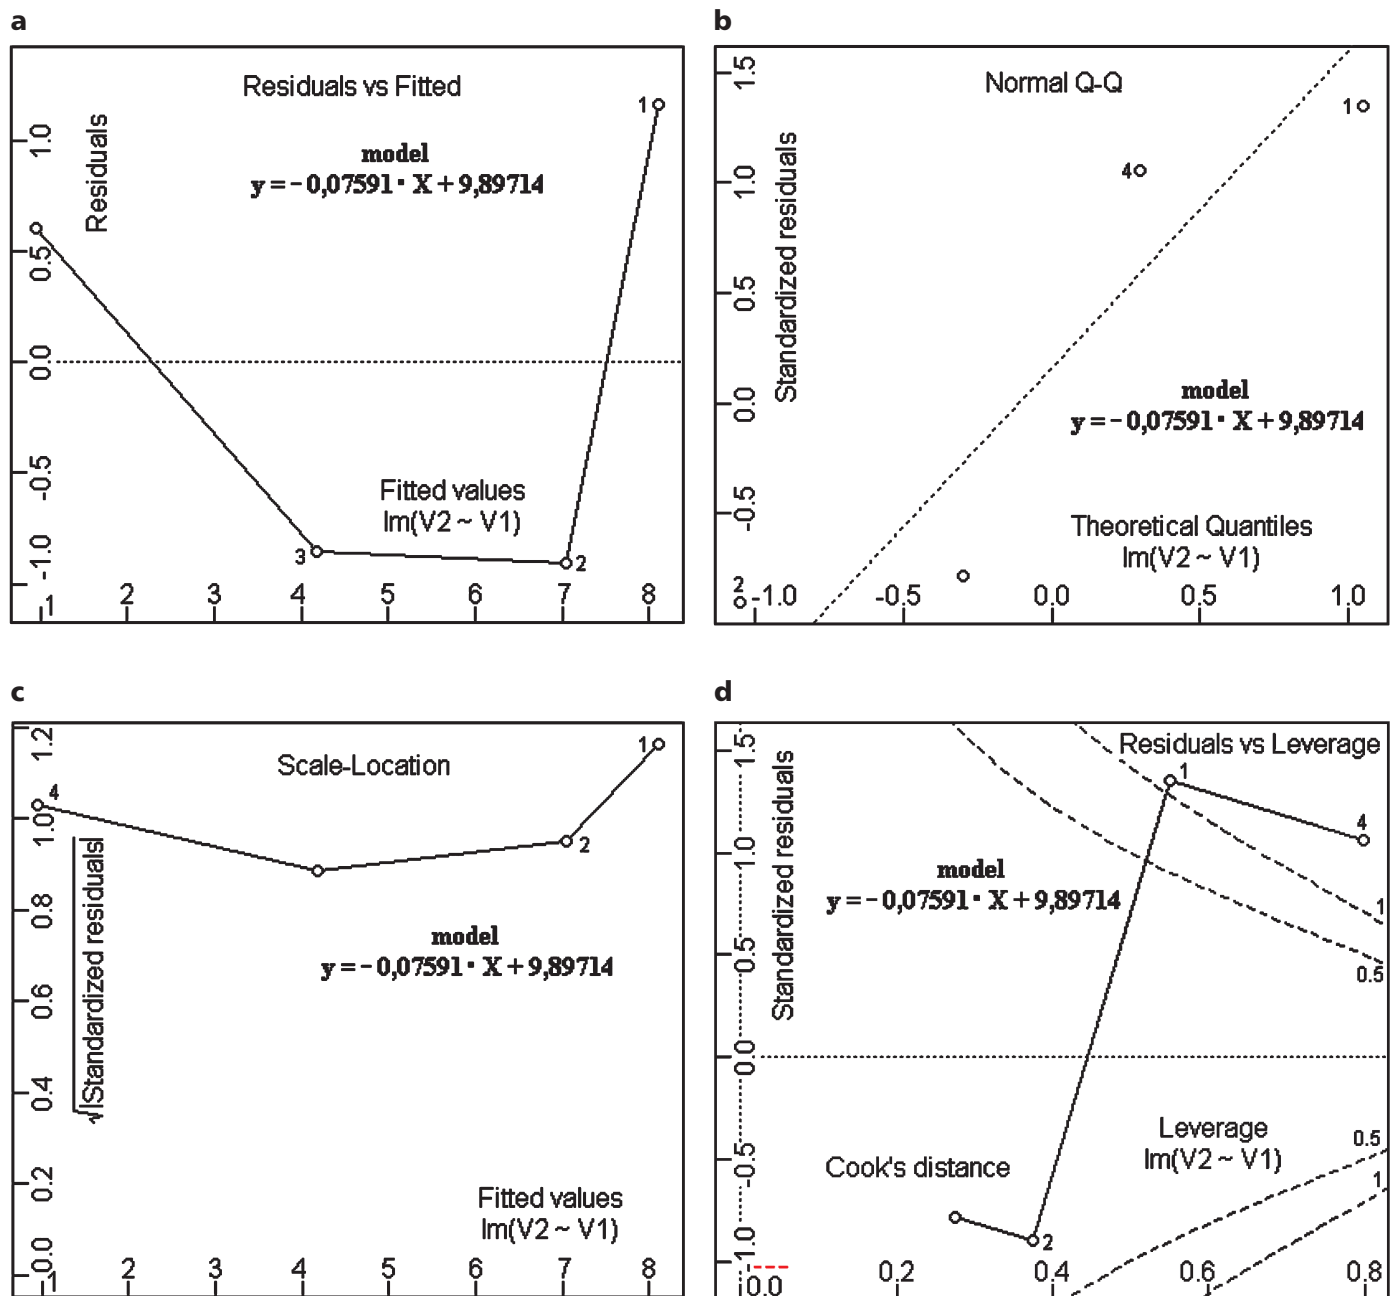 a
Residuals vs Fitted
model
y = − 0,07591 · X + 9,89714
Residuals
1.0
0.5
0.0
-0.5
-1.0
1
3
2
Fitted values
lm(V2 ~ V1)
1 2 3 4 5 6 7 8
b
Normal Q-Q
Standardized residuals
1.5
1.0
0.5
0.0
-0.5
1
4
model
y = − 0,07591 · X + 9,89714
Theoretical Quantiles
lm(V2 ~ V1)
2
-1.0 -0.5 0.0 0.5 1.0
c
Scale-Location
1.2
1.0
0.8
0.6
0.4
0.2
0.0
4
2
1
√|Standardized residuals|
model
y = − 0,07591 · X + 9,89714
Fitted values
lm(V2 ~ V1)
1 2 3 4 5 6 7 8
d
Residuals vs Leverage
Standardized residuals
1.5
1.0
0.5
0.0
-0.5
-1.0
1
4
model
y = − 0,07591 · X + 9,89714
1
0.5
Leverage
lm(V2 ~ V1)
0.5
1
Cook's distance
2
0.0 0.2 0.4 0.6 0.8